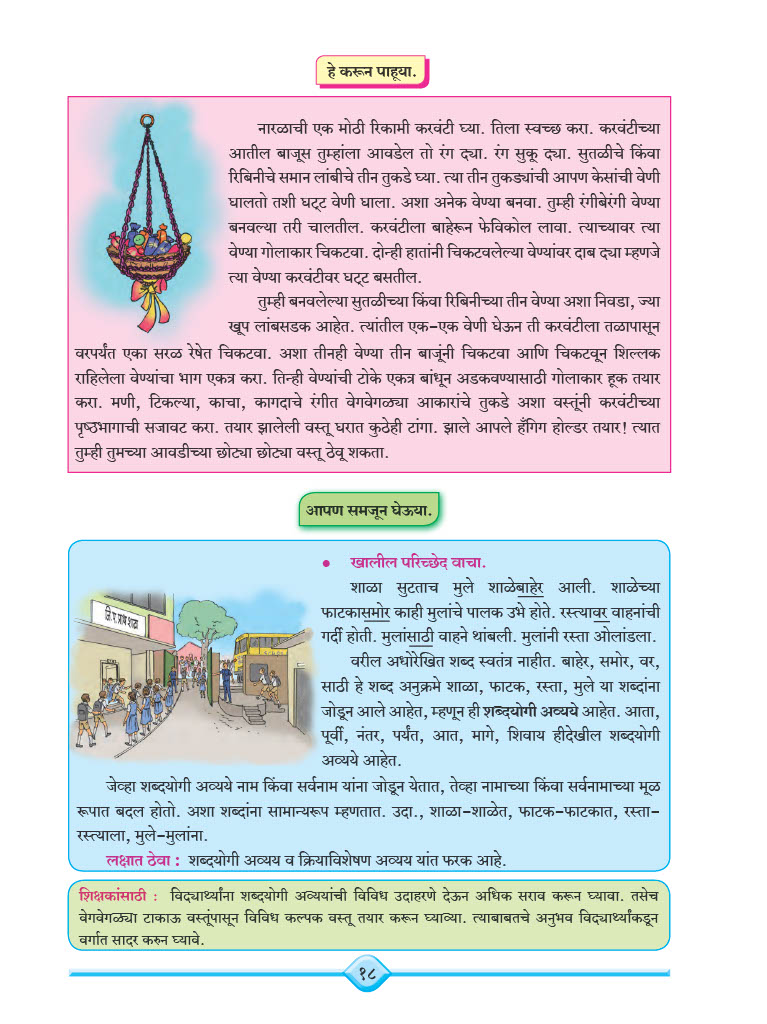 हे करून पाहूया.
नारळाची एक मोठी रिकामी करवंटी घ्या. तिला स्वच्छ करा. करवंटीच्या
आतील बाजूस तुम्हांला आवडेल तो रंग द्या. रंग सुकू द्या. सुतळीचे किंवा
रिबिनीचे समान लांबीचे तीन तुकडे घ्या. त्या तीन तुकड्यांची आपण केसांची वेणी
घालतो तशी घट्ट वेणी घाला. अशा अनेक वेण्या बनवा. तुम्ही रंगीबेरंगी वेण्या
बनवल्या तरी चालतील. करवंटीला बाहेरून फेविकोल लावा. त्याच्यावर त्या
वेण्या गोलाकार चिकटवा. दोन्ही हातांनी चिकटवलेल्या वेण्यांवर दाब द्या म्हणजे
त्या वेण्या करवंटीवर घट्ट बसतील.
तुम्ही बनवलेल्या सुतळीच्या किंवा रिबिनीच्या तीन वेण्या अशा निवडा, ज्या
खूप लांबसडक आहेत. त्यांतील एक-एक वेणी घेऊन ती करवंटीला तळापासून
वरपर्यंत एका सरळ रेषेत चिकटवा. अशा तीनही वेण्या तीन बाजूंनी चिकटवा आणि चिकटवून शिल्लक
राहिलेला वेण्यांचा भाग एकत्र करा. तिन्ही वेण्यांची टोके एकत्र बांधून अडकवण्यासाठी गोलाकार हूक तयार
करा. मणी, टिकल्या, काचा, कागदाचे रंगीत वेगवेगळ्या आकारांचे तुकडे अशा वस्तूंनी करवंटीच्या
पृष्ठभागाची सजावट करा. तयार झालेली वस्तू घरात कुठेही टांगा. झाले आपले हँगिंग होल्डर तयार! त्यात
तुम्ही तुमच्या आवडीच्या छोट्या छोट्या वस्तू ठेवू शकता.
आपण समजून घेऊया.
● खालील परिच्छेद वाचा.
शाळा सुटताच मुले शाळेबाहेर आली. शाळेच्या
फाटकासमोर काही मुलांचे पालक उभे होते. रस्त्यावर वाहनांची
गर्दी होती. मुलांसाठी वाहने थांबली. मुलांनी रस्ता ओलांडला.
वरील अधोरेखित शब्द स्वतंत्र नाहीत. बाहेर, समोर, वर,
साठी हे शब्द अनुक्रमे शाळा, फाटक, रस्ता, मुले या शब्दांना
जोडून आले आहेत, म्हणून ही शब्दयोगी अव्यये आहेत. आता,
पूर्वी, नंतर, पर्यंत, आत, मागे, शिवाय हीदेखील शब्दयोगी
अव्यये आहेत.
जि.प.प्राथ.शाळा
जेव्हा शब्दयोगी अव्यये नाम किंवा सर्वनाम यांना जोडून येतात, तेव्हा नामाच्या किंवा सर्वनामाच्या मूळ
रूपात बदल होतो. अशा शब्दांना सामान्यरूप म्हणतात. उदा., शाळा-शाळेत, फाटक-फाटकात, रस्ता-
रस्त्याला, मुले-मुलांना.
लक्षात ठेवा : शब्दयोगी अव्यय व क्रियाविशेषण अव्यय यांत फरक आहे.
शिक्षकांसाठी : विद्यार्थ्यांना शब्दयोगी अव्ययांची विविध उदाहरणे देऊन अधिक सराव करून घ्यावा. तसेच
वेगवेगळ्या टाकाऊ वस्तूंपासून विविध कल्पक वस्तू तयार करून घ्याव्या. त्याबाबतचे अनुभव विद्यार्थ्यांकडून
वर्गात सादर करुन घ्यावे.
१८